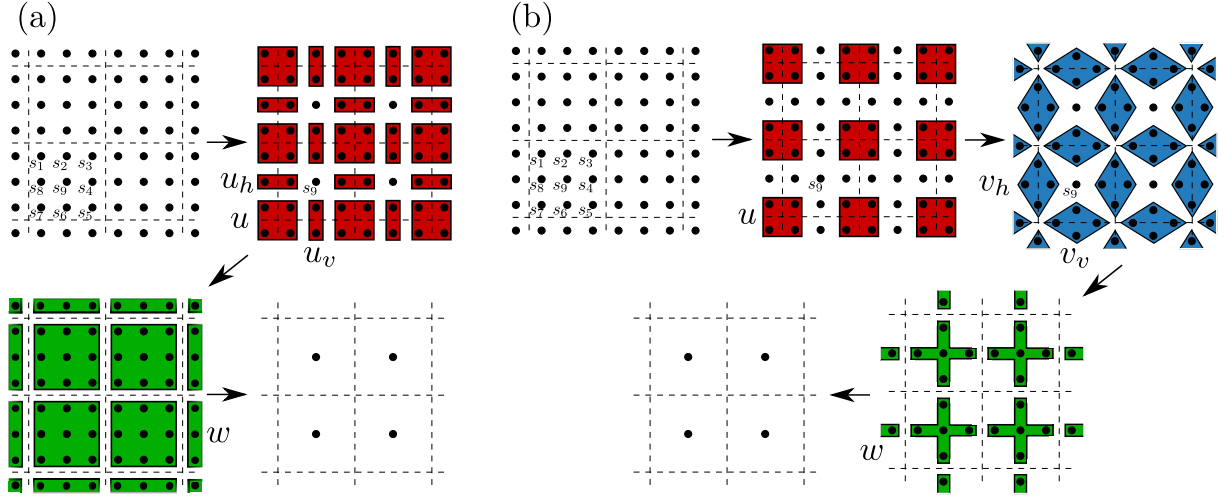 (a)
s₁ s₂ s₃
s₈ s₉ s₄
s₇ s₆ s₅
u_h
s₉
u
u_v
w
(b)
s₁ s₂ s₃
s₈ s₉ s₄
s₇ s₆ s₅
s₉
u
v_h
s₉
v_v
w